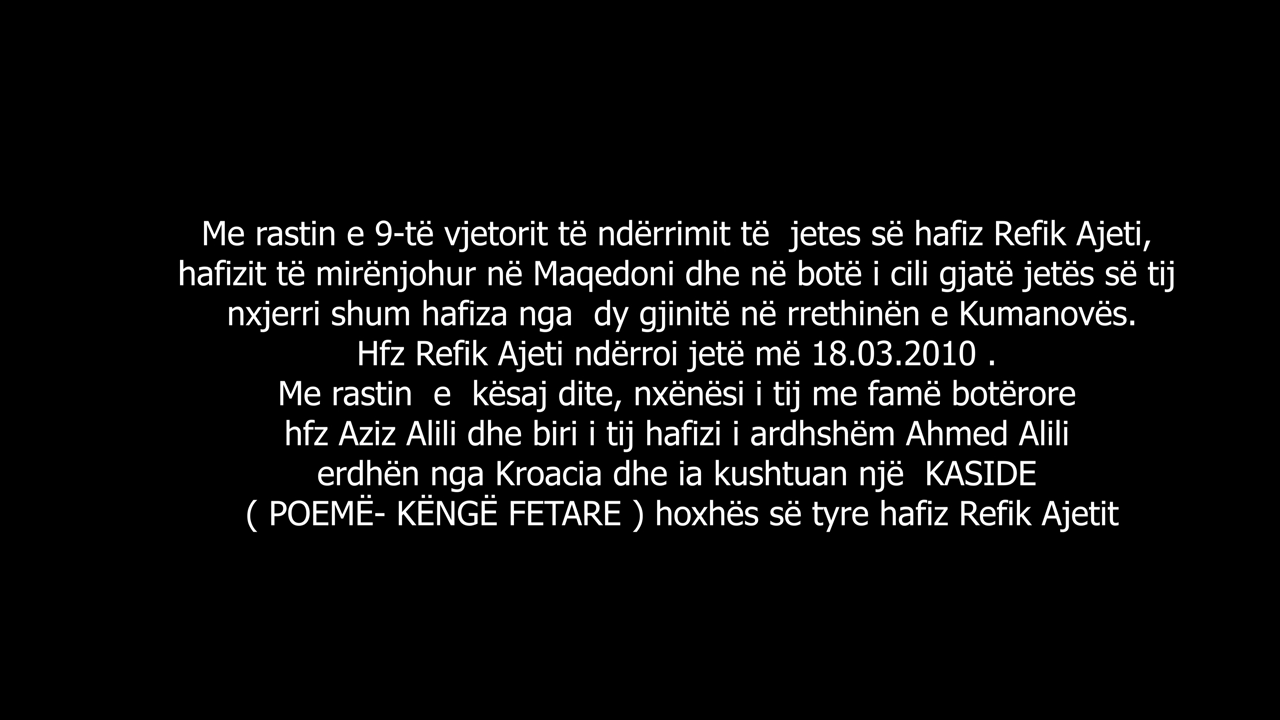 Me rastin e 9-të vjetorit të ndërrimit të  jetes së hafiz Refik Ajeti,
hafizit të mirënjohur në Maqedoni dhe në botë i cili gjatë jetës së tij
nxjerri shum hafiza nga  dy gjinitë në rrethinën e Kumanovës.
Hfz Refik Ajeti ndërroi jetë më 18.03.2010 .
Me rastin  e  kësaj dite, nxënësi i tij me famë botërore
hfz Aziz Alili dhe biri i tij hafizi i ardhshëm Ahmed Alili
erdhën nga Kroacia dhe ia kushtuan një  KASIDE
( POEMË- KËNGË FETARE ) hoxhës së tyre hafiz Refik Ajetit